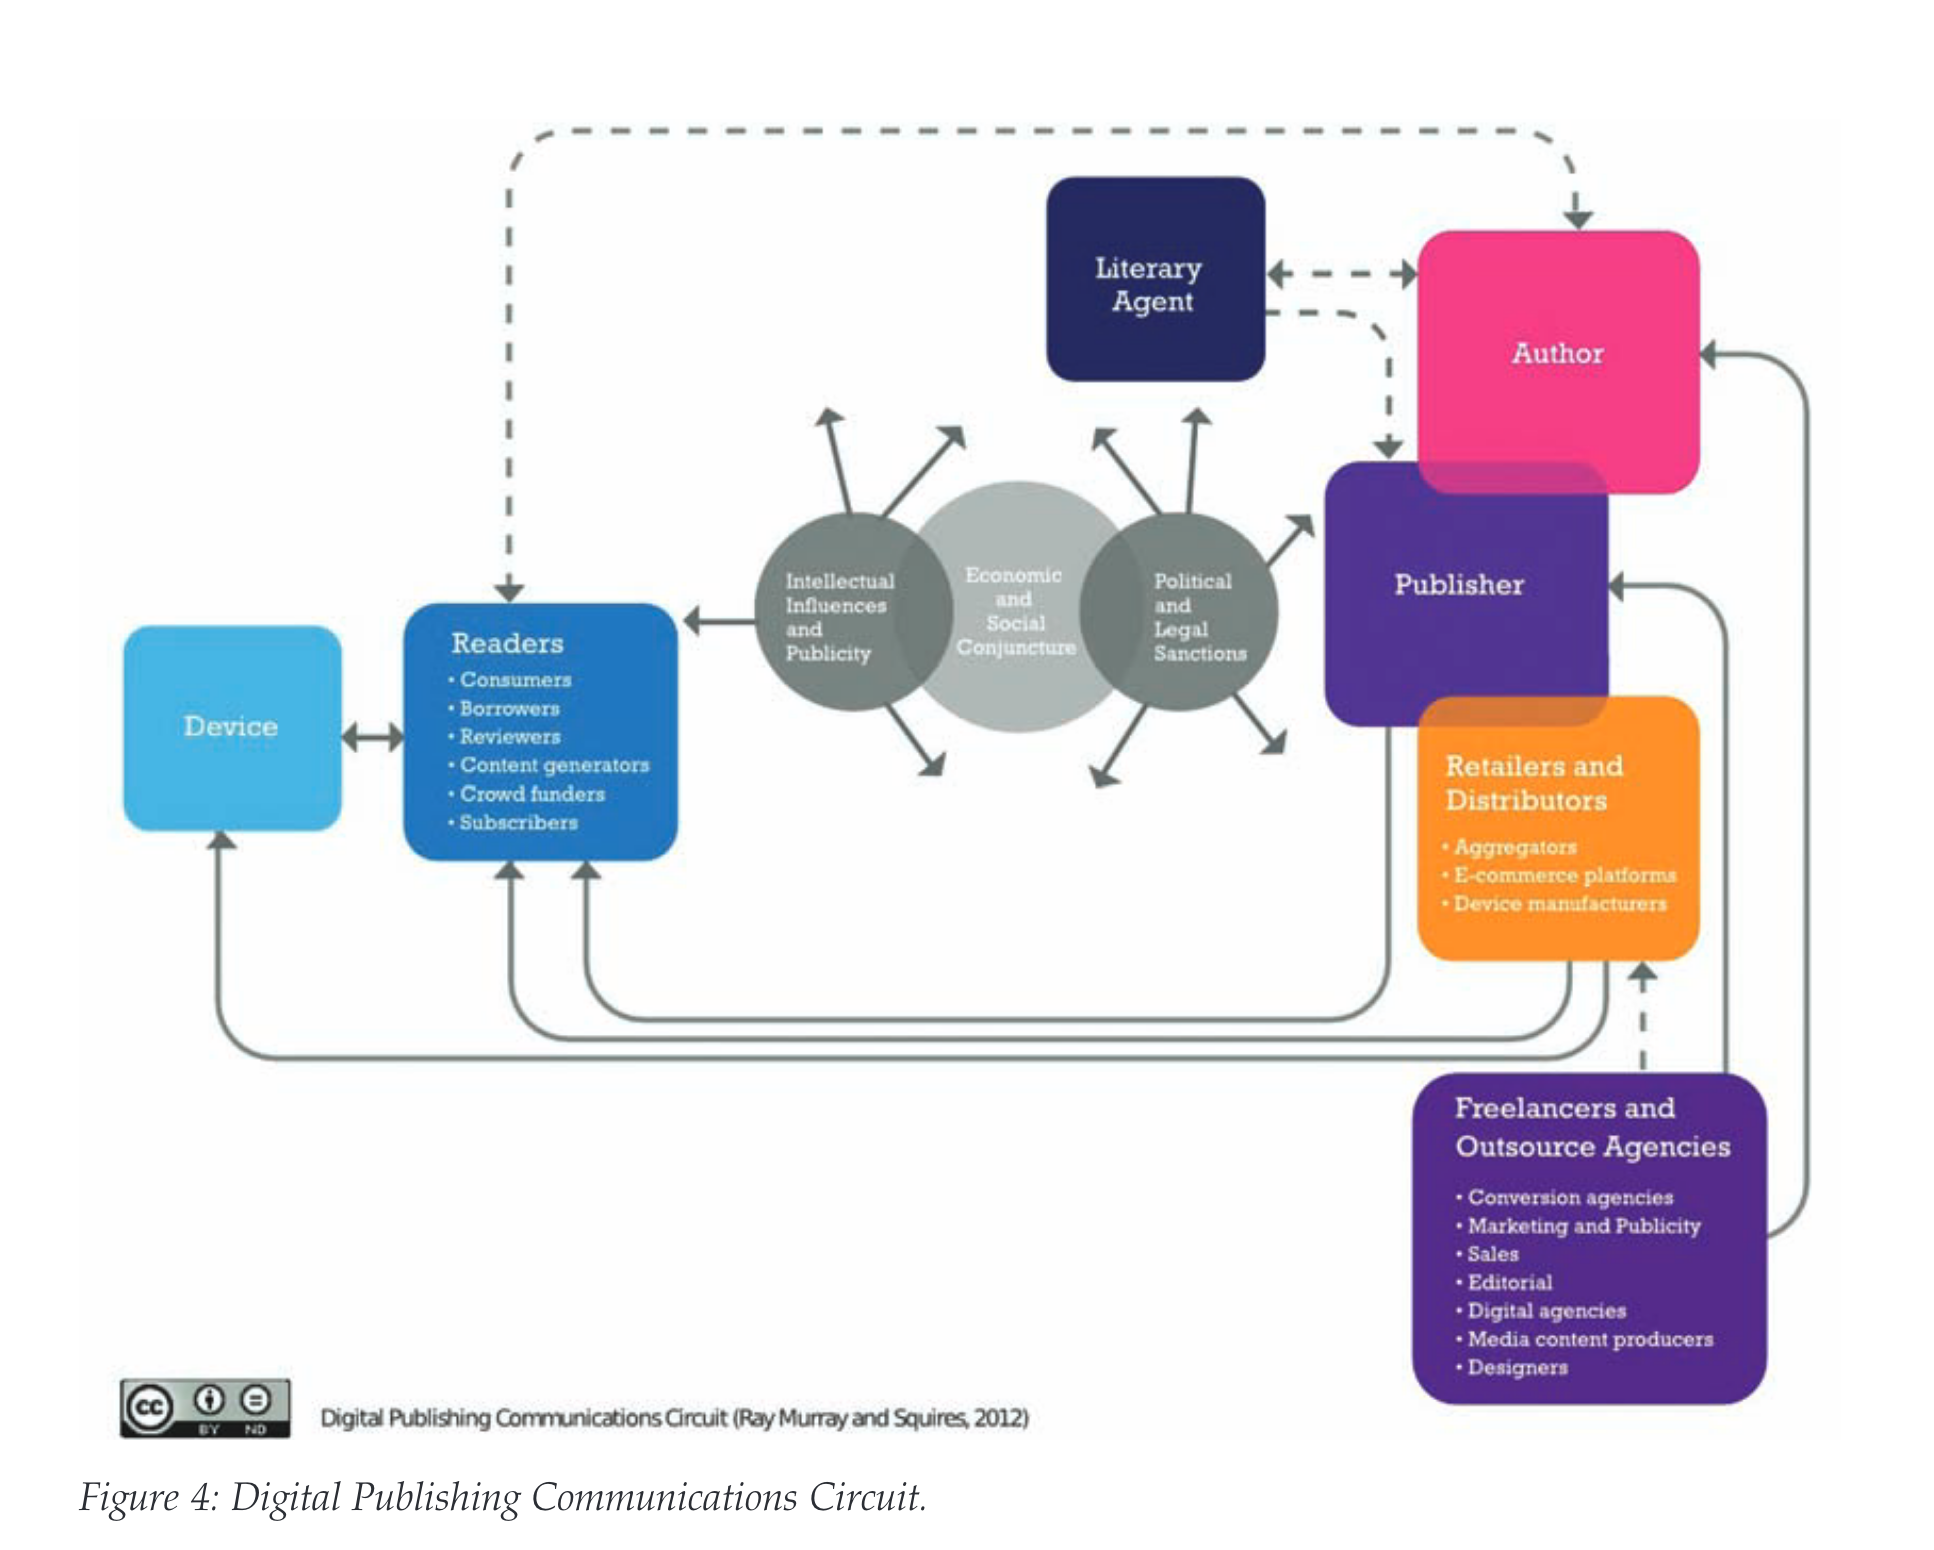 Literary
Agent
Author
Publisher
Intellectual
Influences
and
Publicity
Economic
and
Social
Conjuncture
Political
and
Legal
Sanctions
Device
Readers
• Consumers
• Borrowers
• Reviewers
• Content generators
• Crowd funders
• Subscribers
Retailers and
Distributors
• Aggregators
• E-commerce platforms
• Device manufacturers
Freelancers and
Outsource Agencies
• Conversion agencies
• Marketing and Publicity
• Sales
• Editorial
• Digital agencies
• Media content producers
• Designers
cc
BY ND
Digital Publishing Communications Circuit (Ray Murray and Squires, 2012)
Figure 4: Digital Publishing Communications Circuit.